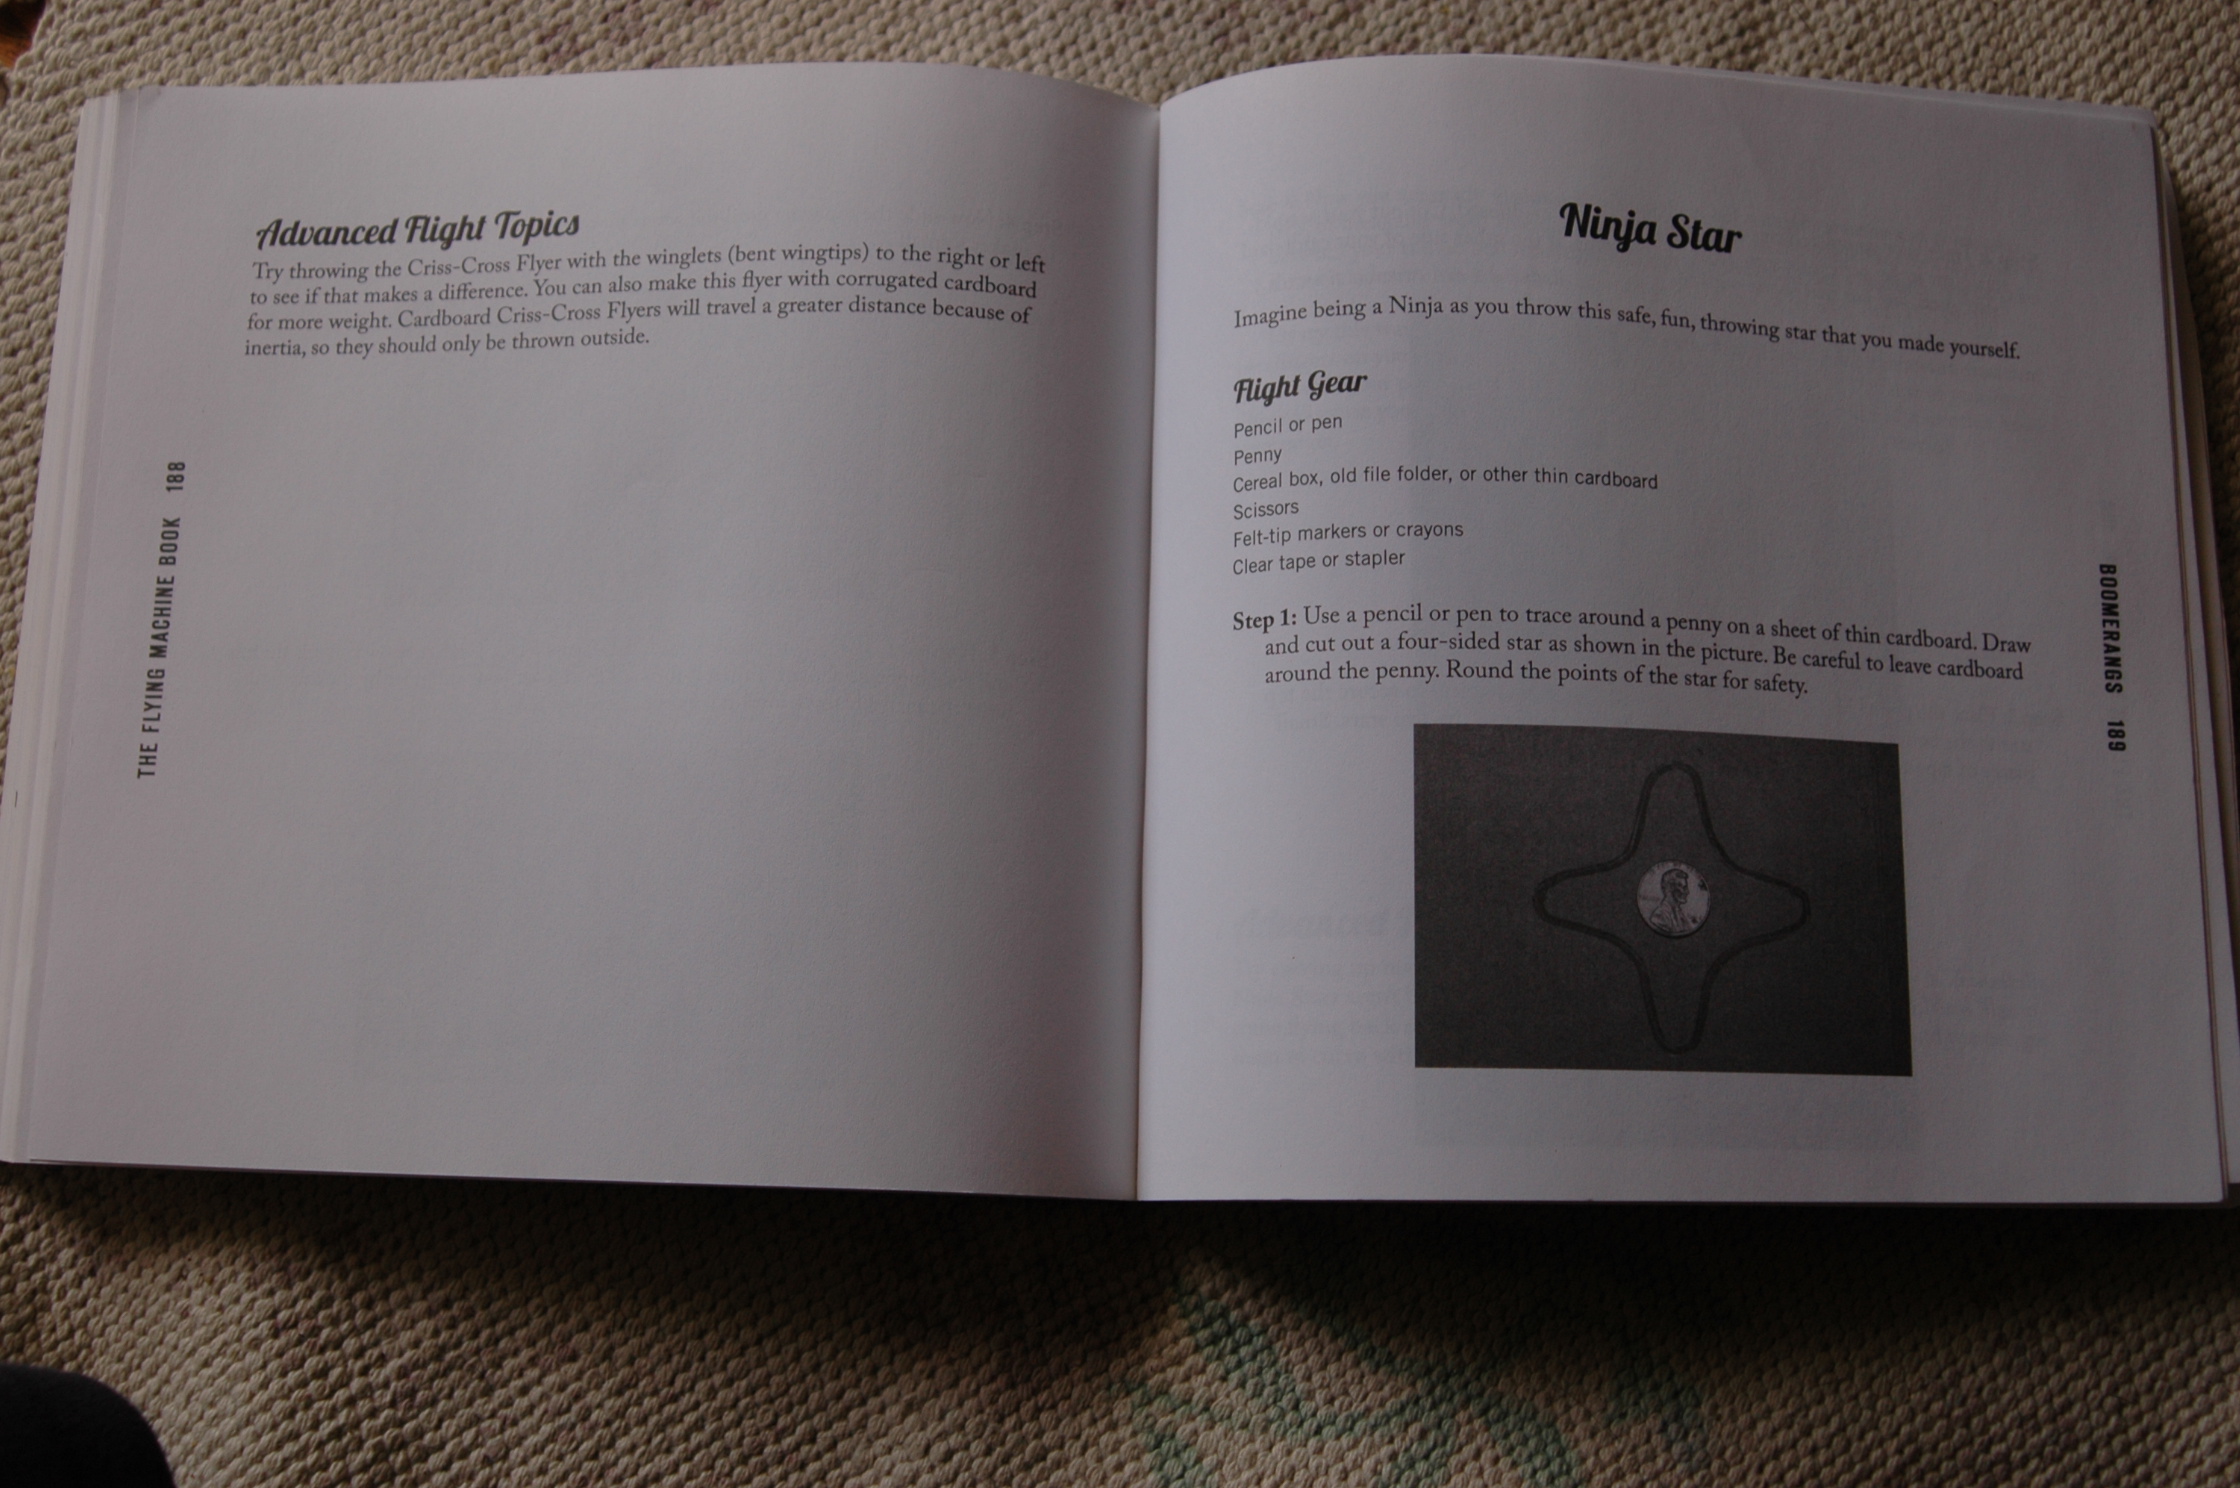 Advanced Flight Topics
Try throwing the Criss-Cross Flyer with the winglets (bent wingtips) to the right or left
to see if that makes a difference. You can also make this flyer with corrugated cardboard
for more weight. Cardboard Criss-Cross Flyers will travel a greater distance because of
inertia, so they should only be thrown outside.
THE FLYING MACHINE BOOK 188
Ninja Star
Imagine being a Ninja as you throw this safe, fun, throwing star that you made yourself.
Flight Gear
Pencil or pen
Penny
Cereal box, old file folder, or other thin cardboard
Scissors
Felt-tip markers or crayons
Clear tape or stapler
Step 1: Use a pencil or pen to trace around a penny on a sheet of thin cardboard. Draw
and cut out a four-sided star as shown in the picture. Be careful to leave cardboard
around the penny. Round the points of the star for safety.
BOOMERANGS 189